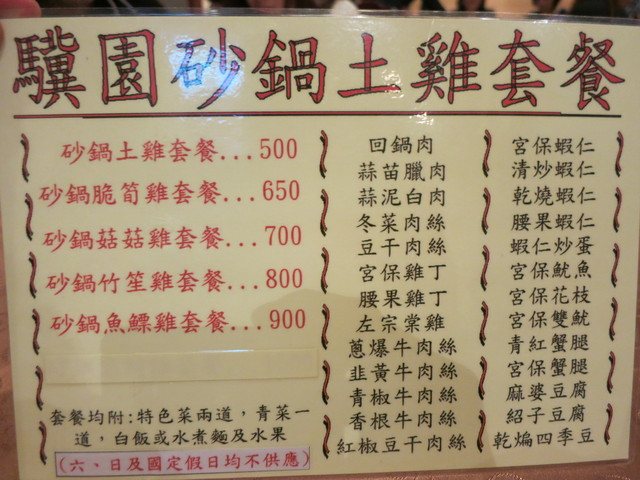 驥園砂鍋土雞套餐
砂鍋土雞套餐...500
砂鍋脆筍雞套餐...650
砂鍋菇菇雞套餐...700
砂鍋竹笙雞套餐...800
砂鍋魚鰾雞套餐...900
套餐均附:特色菜兩道,青菜一
道,白飯或水煮麵及水果
(六、日及國定假日均不供應)
回鍋肉
蒜苗臘肉
蒜泥白肉
冬菜肉絲
豆干肉絲
宮保雞丁
腰果雞丁
左宗棠雞
蔥爆牛肉絲
韭黃牛肉絲
青椒牛肉絲
香根牛肉絲
紅椒豆干肉絲
宮保蝦仁
清炒蝦仁
乾燒蝦仁
腰果蝦仁
蝦仁炒蛋
宮保魷魚
宮保花枝
宮保雙魷
青紅蟹腿
宮保蟹腿
麻婆豆腐
紹子豆腐
乾煸四季豆